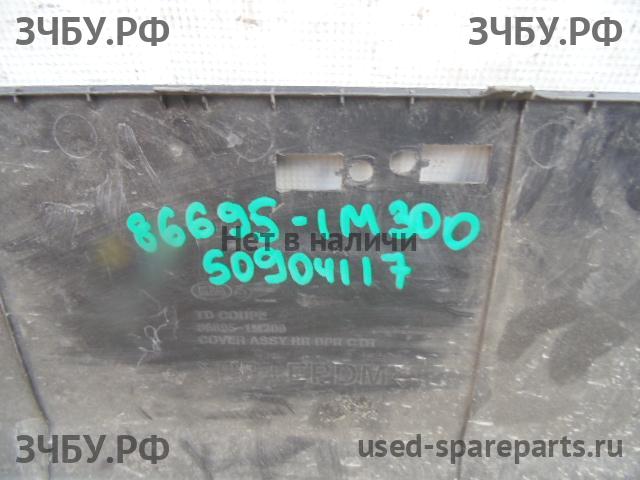 ЗЧБУ.РФ ЗЧБУ.РФ
86695-1M300
Нет в наличии
50904117
TD COUPE
86695-1M300
COVER ASSY RR BPR CTR
ЗЧБУ.РФ used-spareparts.ru